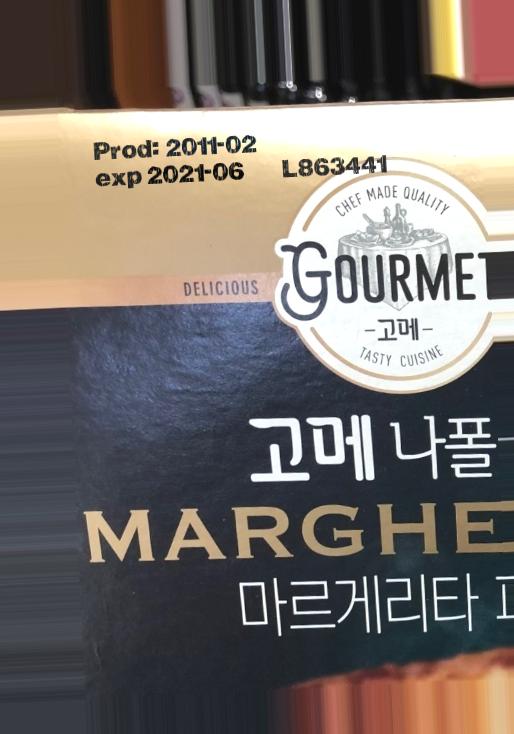 Prod: 2011-02
exp 2021-06 L863441
CHEF MADE QUALITY
DELICIOUS
GOURMET
-고메-
TASTY CUISINE
고메 나폴
MARGHE
마르게리타